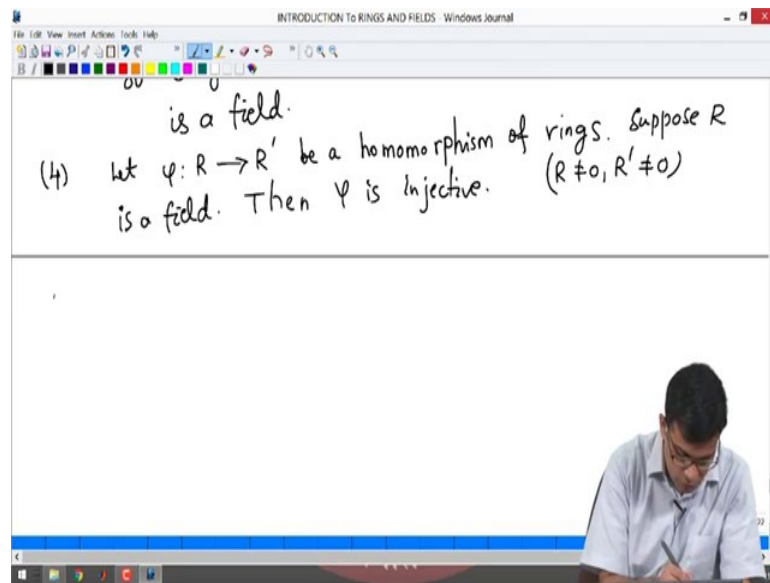 INTRODUCTION To RINGS AND FIELDS - Windows Journal
File Edit View Insert Actions Tools Help
is a field.
(4) Let φ: R → R' be a homomorphism of rings. Suppose R
is a field. Then φ is injective. (R ≠ 0, R' ≠ 0)